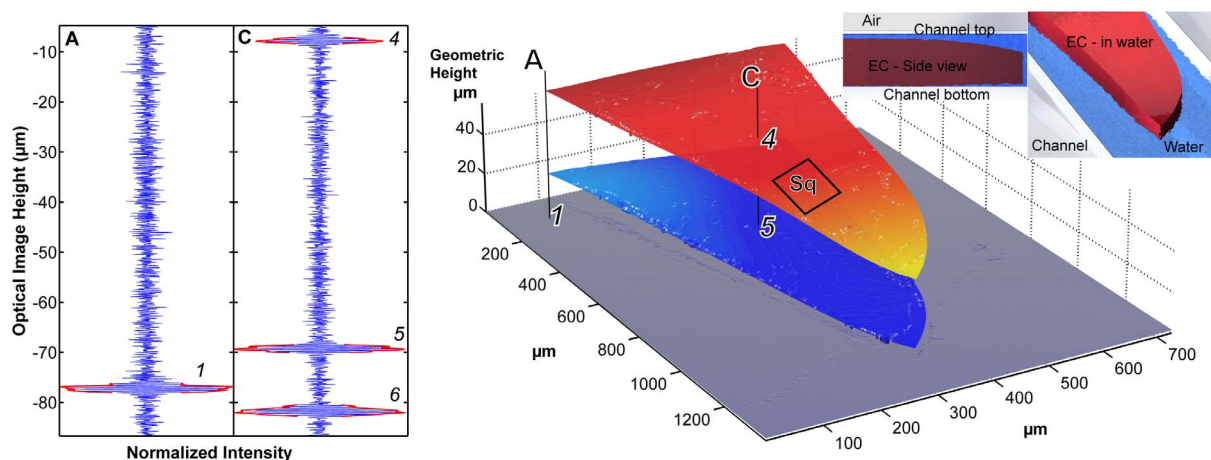 A
C
4
5
6
1
-10
-20
-30
-40
-50
-60
-70
-80
Optical Image Height (µm)
Normalized Intensity
Geometric
Height
µm
40
20
0
A
C
4
Sq
5
1
200
400
600
800
1000
1200
µm
100
200
300
400
500
600
700
µm
Air
Channel top
EC - Side view
Channel bottom
EC - in water
Channel
Water